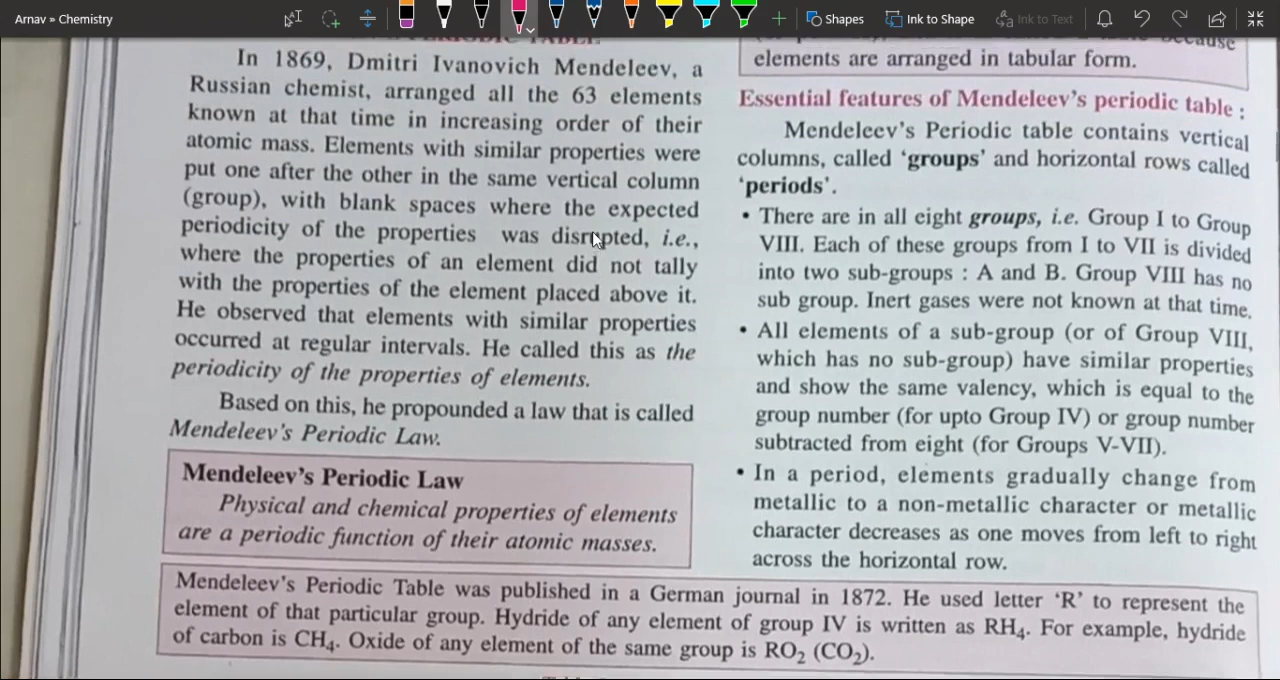 Arnav » Chemistry
Shapes
Ink to Shape
Ink to Text
PERIODIC TABLE:
In 1869, Dmitri Ivanovich Mendeleev, a
Russian chemist, arranged all the 63 elements
known at that time in increasing order of their
atomic mass. Elements with similar properties were
put one after the other in the same vertical column
(group), with blank spaces where the expected
periodicity of the properties was disrupted, i.e.,
where the properties of an element did not tally
with the properties of the element placed above it.
He observed that elements with similar properties
occurred at regular intervals. He called this as the
periodicity of the properties of elements.
Based on this, he propounded a law that is called
Mendeleev's Periodic Law.
Mendeleev's Periodic Law
Physical and chemical properties of elements
are a periodic function of their atomic masses.
because
elements are arranged in tabular form.
Essential features of Mendeleev's periodic table :
Mendeleev's Periodic table contains vertical
columns, called 'groups' and horizontal rows called
'periods'.
• There are in all eight groups, i.e. Group I to Group
VIII. Each of these groups from I to VII is divided
into two sub-groups : A and B. Group VIII has no
sub group. Inert gases were not known at that time.
• All elements of a sub-group (or of Group VIII,
which has no sub-group) have similar properties
and show the same valency, which is equal to the
group number (for upto Group IV) or group number
subtracted from eight (for Groups V-VII).
• In a period, elements gradually change from
metallic to a non-metallic character or metallic
character decreases as one moves from left to right
across the horizontal row.
Mendeleev's Periodic Table was published in a German journal in 1872. He used letter 'R' to represent the
element of that particular group. Hydride of any element of group IV is written as RH₄. For example, hydride
of carbon is CH₄. Oxide of any element of the same group is RO₂ (CO₂).